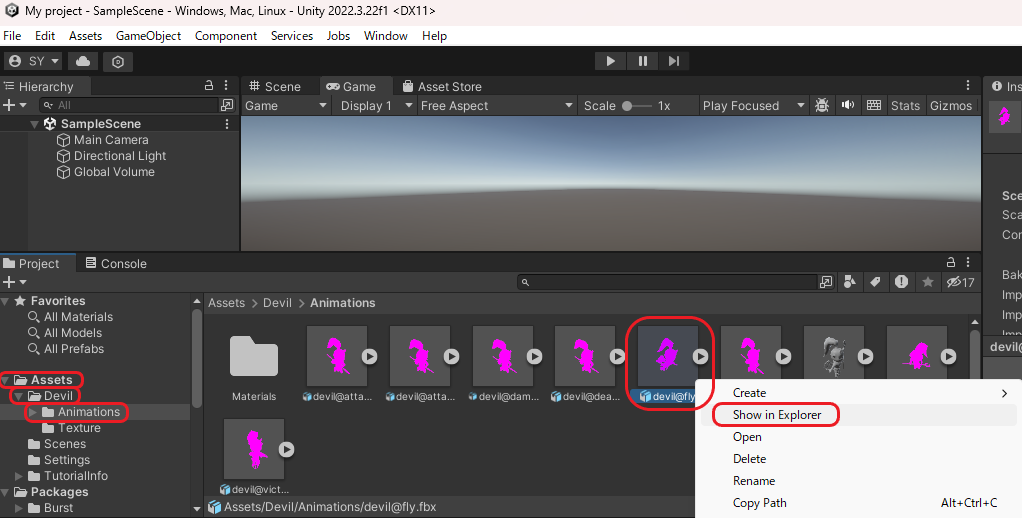 My project - SampleScene - Windows, Mac, Linux - Unity 2022.3.22f1 <DX11>
File Edit Assets GameObject Component Services Jobs Window Help
SY
Hierarchy
All
SampleScene
Main Camera
Directional Light
Global Volume
Scene Game Asset Store
Game Display 1 Free Aspect Scale 1x Play Focused Stats Gizmos
Ins
Sce
Sca
Con
Bak
Imp
Imp
Imp
devil@
Project Console
17
Favorites
All Materials
All Models
All Prefabs
Assets
Devil
Animations
Texture
Scenes
Settings
TutorialInfo
Packages
Burst
Assets > Devil > Animations
Materials devil@atta... devil@atta... devil@dam... devil@dea... devil@fly
devil@vict...
Assets/Devil/Animations/devil@fly.fbx
Create
Show in Explorer
Open
Delete
Rename
Copy Path Alt+Ctrl+C